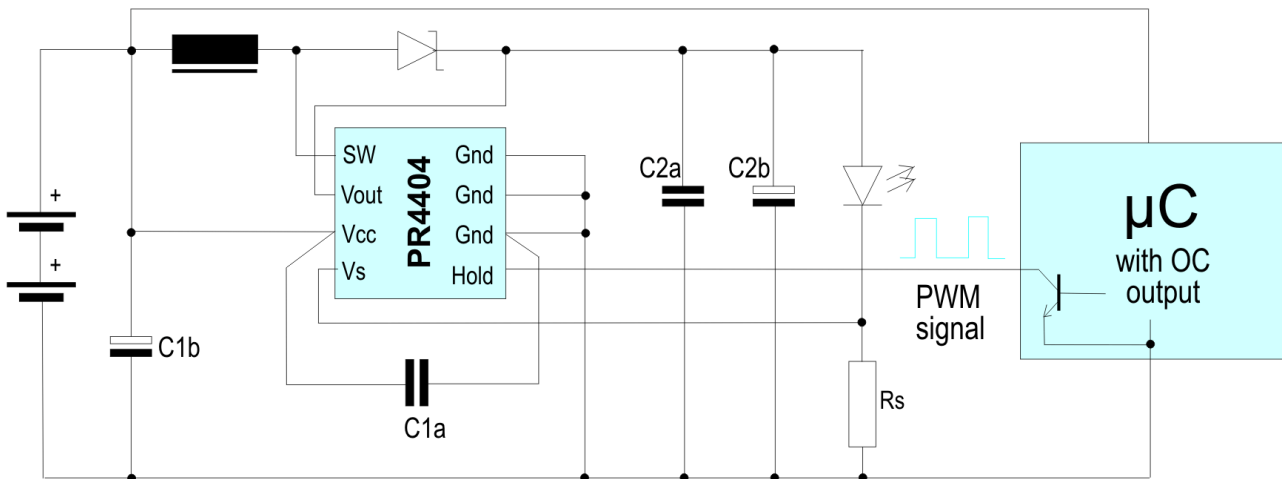 +
+
C1b
SW
Vout
Vcc
Vs
PR4404
Gnd
Gnd
Gnd
Hold
C1a
C2a
C2b
Rs
PWM
signal
µC
with OC
output